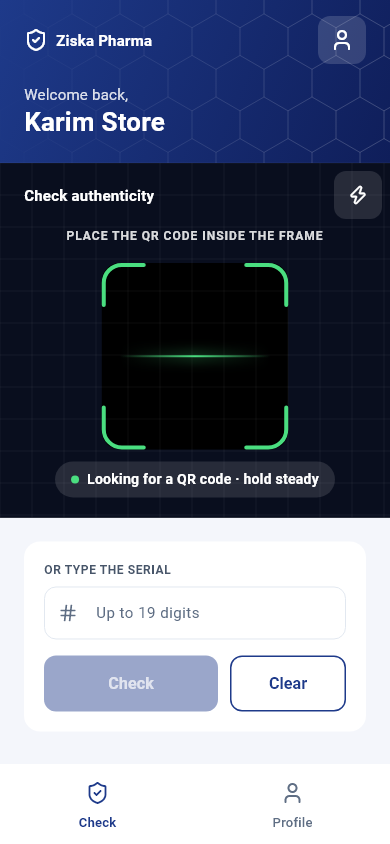 Ziska Pharma
Welcome back,
Karim Store
Check authenticity
PLACE THE QR CODE INSIDE THE FRAME
Looking for a QR code · hold steady
OR TYPE THE SERIAL
Up to 19 digits
Check
Clear
Check
Profile